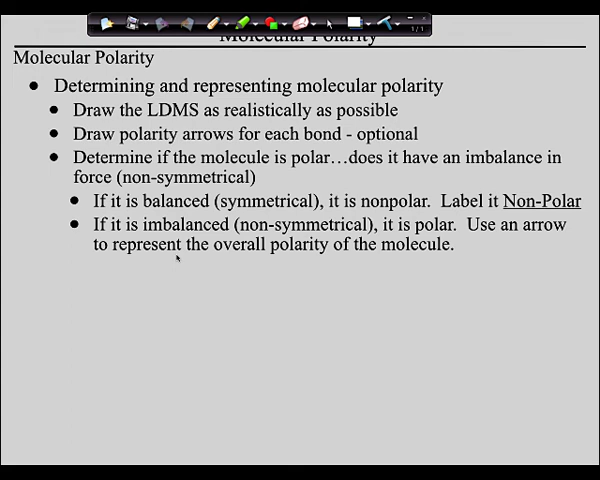 Molecular Polarity
1/1
Molecular Polarity
Determining and representing molecular polarity
Draw the LDMS as realistically as possible
Draw polarity arrows for each bond - optional
Determine if the molecule is polar…does it have an imbalance in
force (non-symmetrical)
If it is balanced (symmetrical), it is nonpolar.  Label it Non-Polar
If it is imbalanced (non-symmetrical), it is polar.  Use an arrow
to represent the overall polarity of the molecule.